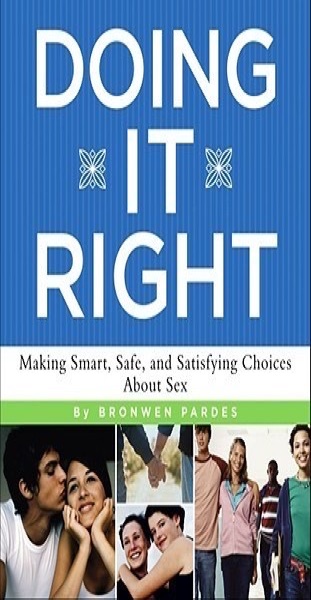 DOING
IT
RIGHT
Making Smart, Safe, and Satisfying Choices
About Sex
By BRONWEN PARDES